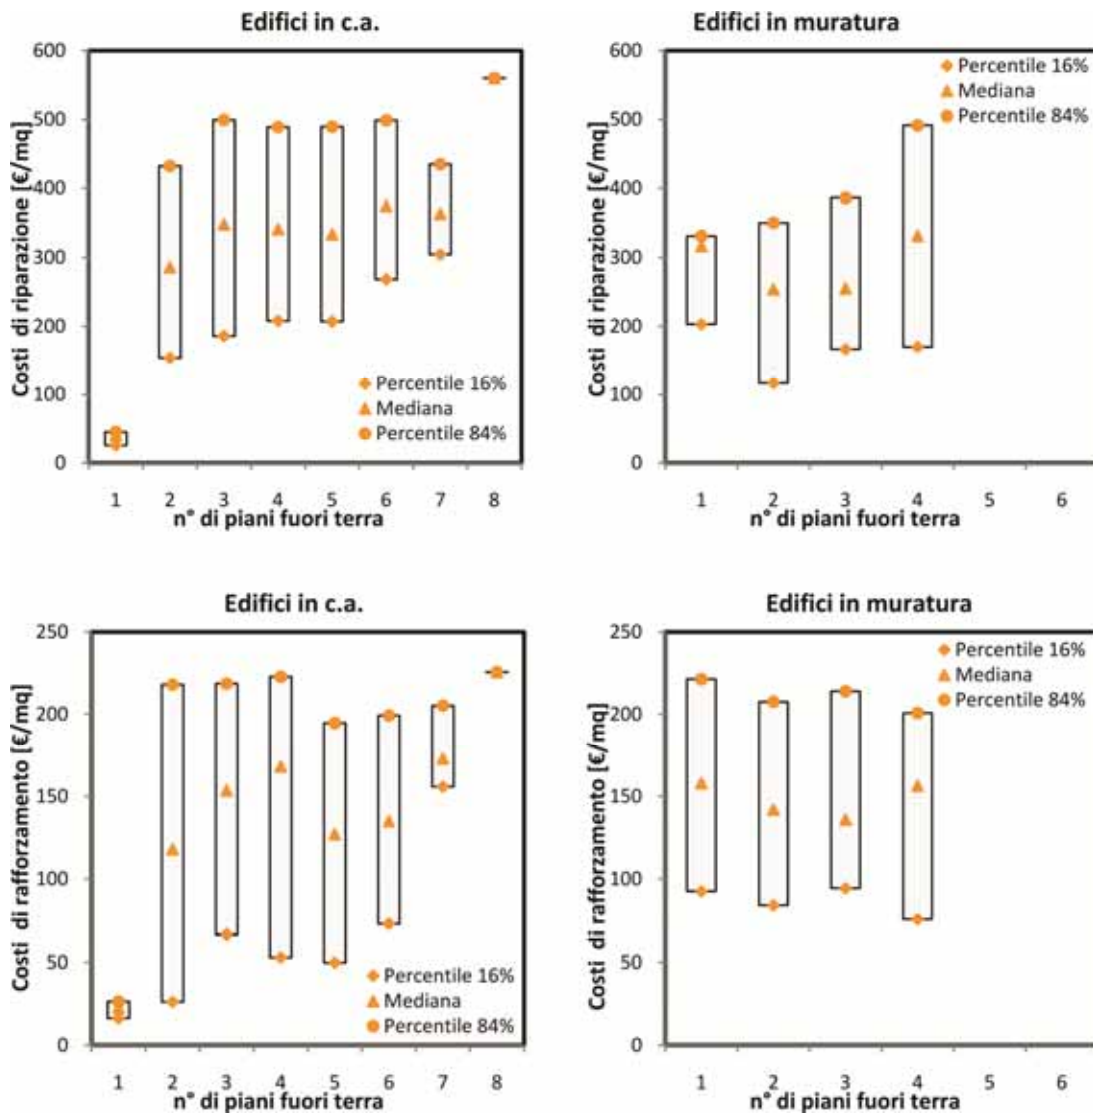 Edifici in c.a.
Costi di riparazione [€/mq]
600
500
400
300
200
100
0
Percentile 16%
Mediana
Percentile 84%
1 2 3 4 5 6 7 8
n° di piani fuori terra
Edifici in muratura
Costi di riparazione [€/mq]
600
500
400
300
200
100
0
Percentile 16%
Mediana
Percentile 84%
1 2 3 4 5 6
n° di piani fuori terra
Edifici in c.a.
Costi di rafforzamento [€/mq]
250
200
150
100
50
0
Percentile 16%
Mediana
Percentile 84%
1 2 3 4 5 6 7 8
n° di piani fuori terra
Edifici in muratura
Costi di rafforzamento [€/mq]
250
200
150
100
50
0
Percentile 16%
Mediana
Percentile 84%
1 2 3 4 5 6
n° di piani fuori terra